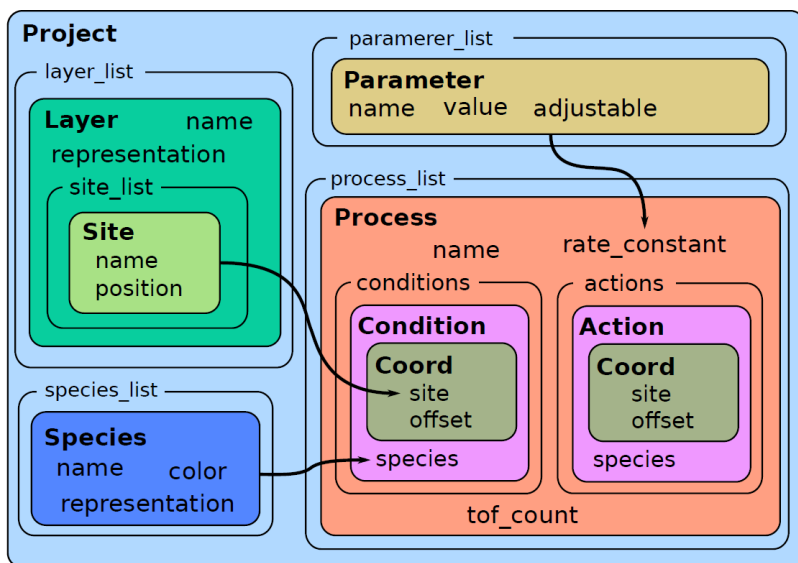 Project
layer_list
Layer name
representation
site_list
Site
name
position
species_list
Species
name color
representation
paramerer_list
Parameter
name value adjustable
process_list
Process
name rate_constant
conditions
Condition
Coord
site
offset
species
actions
Action
Coord
site
offset
species
tof_count